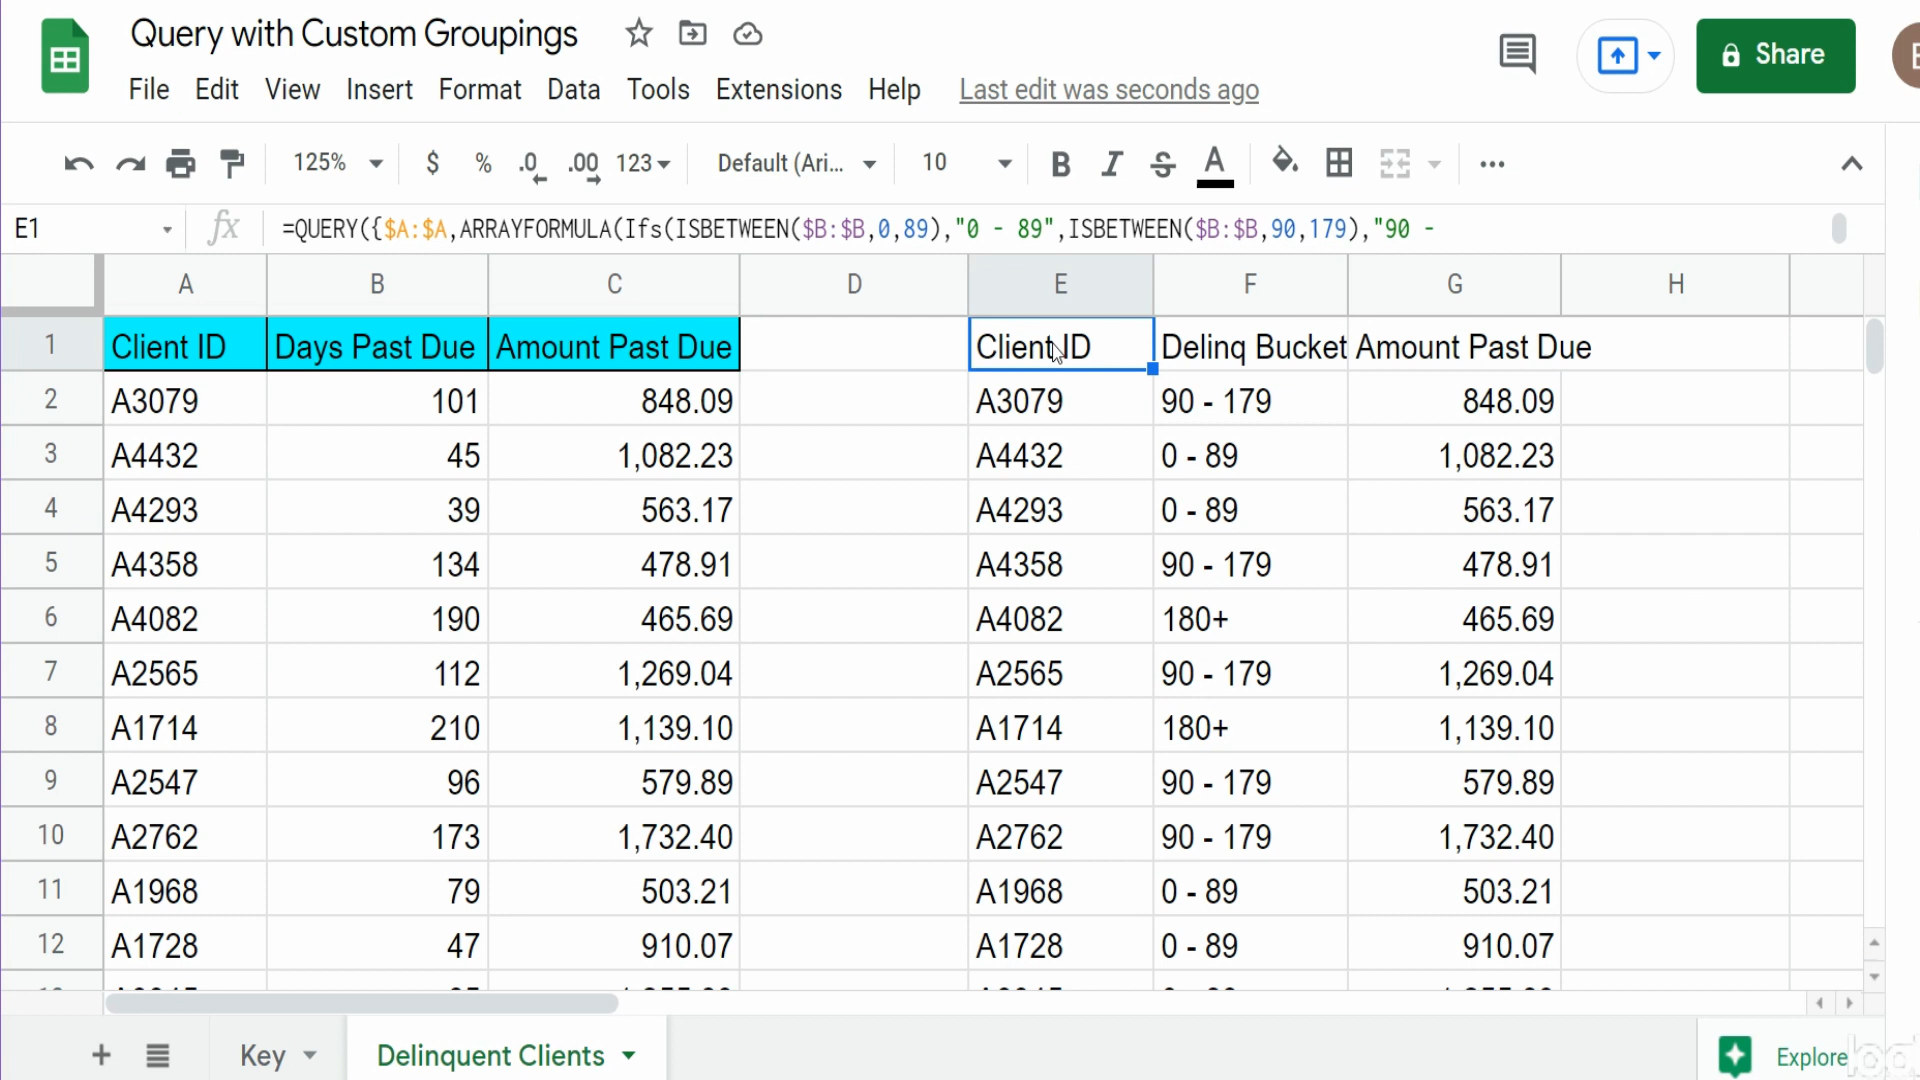 Query with Custom Groupings
Share
File Edit View Insert Format Data Tools Extensions Help Last edit was seconds ago
125% $ % .0 .00 123 Default (Ari... 10 B I S A
E1 fx =QUERY({$A:$A,ARRAYFORMULA(Ifs(ISBETWEEN($B:$B,0,89),"0 - 89",ISBETWEEN($B:$B,90,179),"90 -
A B C D E F G H
1 Client ID Days Past Due Amount Past Due Client ID Delinq Bucket Amount Past Due
2 A3079 101 848.09 A3079 90 - 179 848.09
3 A4432 45 1,082.23 A4432 0 - 89 1,082.23
4 A4293 39 563.17 A4293 0 - 89 563.17
5 A4358 134 478.91 A4358 90 - 179 478.91
6 A4082 190 465.69 A4082 180+ 465.69
7 A2565 112 1,269.04 A2565 90 - 179 1,269.04
8 A1714 210 1,139.10 A1714 180+ 1,139.10
9 A2547 96 579.89 A2547 90 - 179 579.89
10 A2762 173 1,732.40 A2762 90 - 179 1,732.40
11 A1968 79 503.21 A1968 0 - 89 503.21
12 A1728 47 910.07 A1728 0 - 89 910.07
+ Key Delinquent Clients Explore